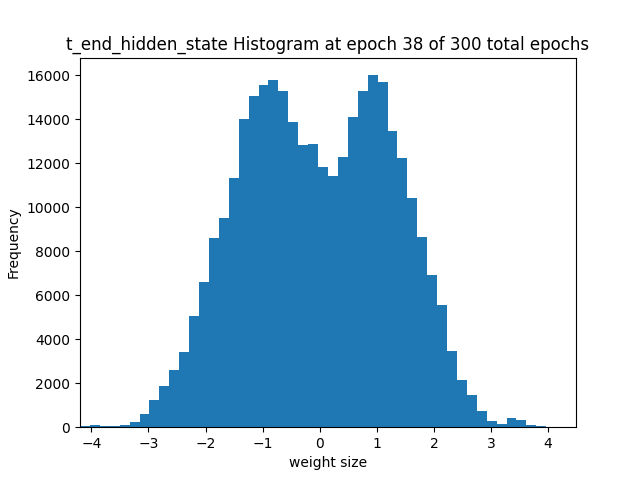 t_end_hidden_state Histogram at epoch 38 of 300 total epochs
16000
14000
12000
10000
8000
6000
4000
2000
0
Frequency
−4 −3 −2 −1 0 1 2 3 4
weight size